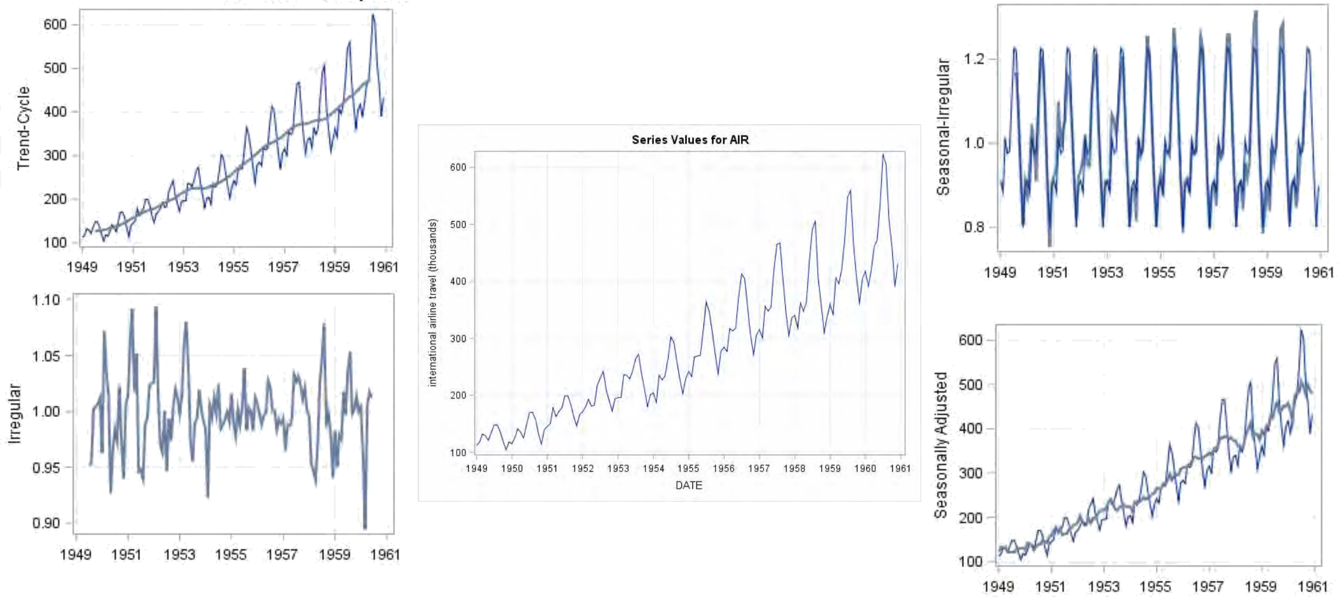 Trend-Cycle
600
500
400
300
200
100
1949 1951 1953 1955 1957 1959 1961
Irregular
1.10
1.05
1.00
0.95
0.90
1949 1951 1953 1955 1957 1959 1961
Series Values for AIR
international airline travel (thousands)
600
500
400
300
200
100
1949 1950 1951 1952 1953 1954 1955 1956 1957 1958 1959 1960 1961
DATE
Seasonal-Irregular
1.2
1.0
0.8
1949 1951 1953 1955 1957 1959 1961
Seasonally Adjusted
600
500
400
300
200
100
1949 1951 1953 1955 1957 1959 1961